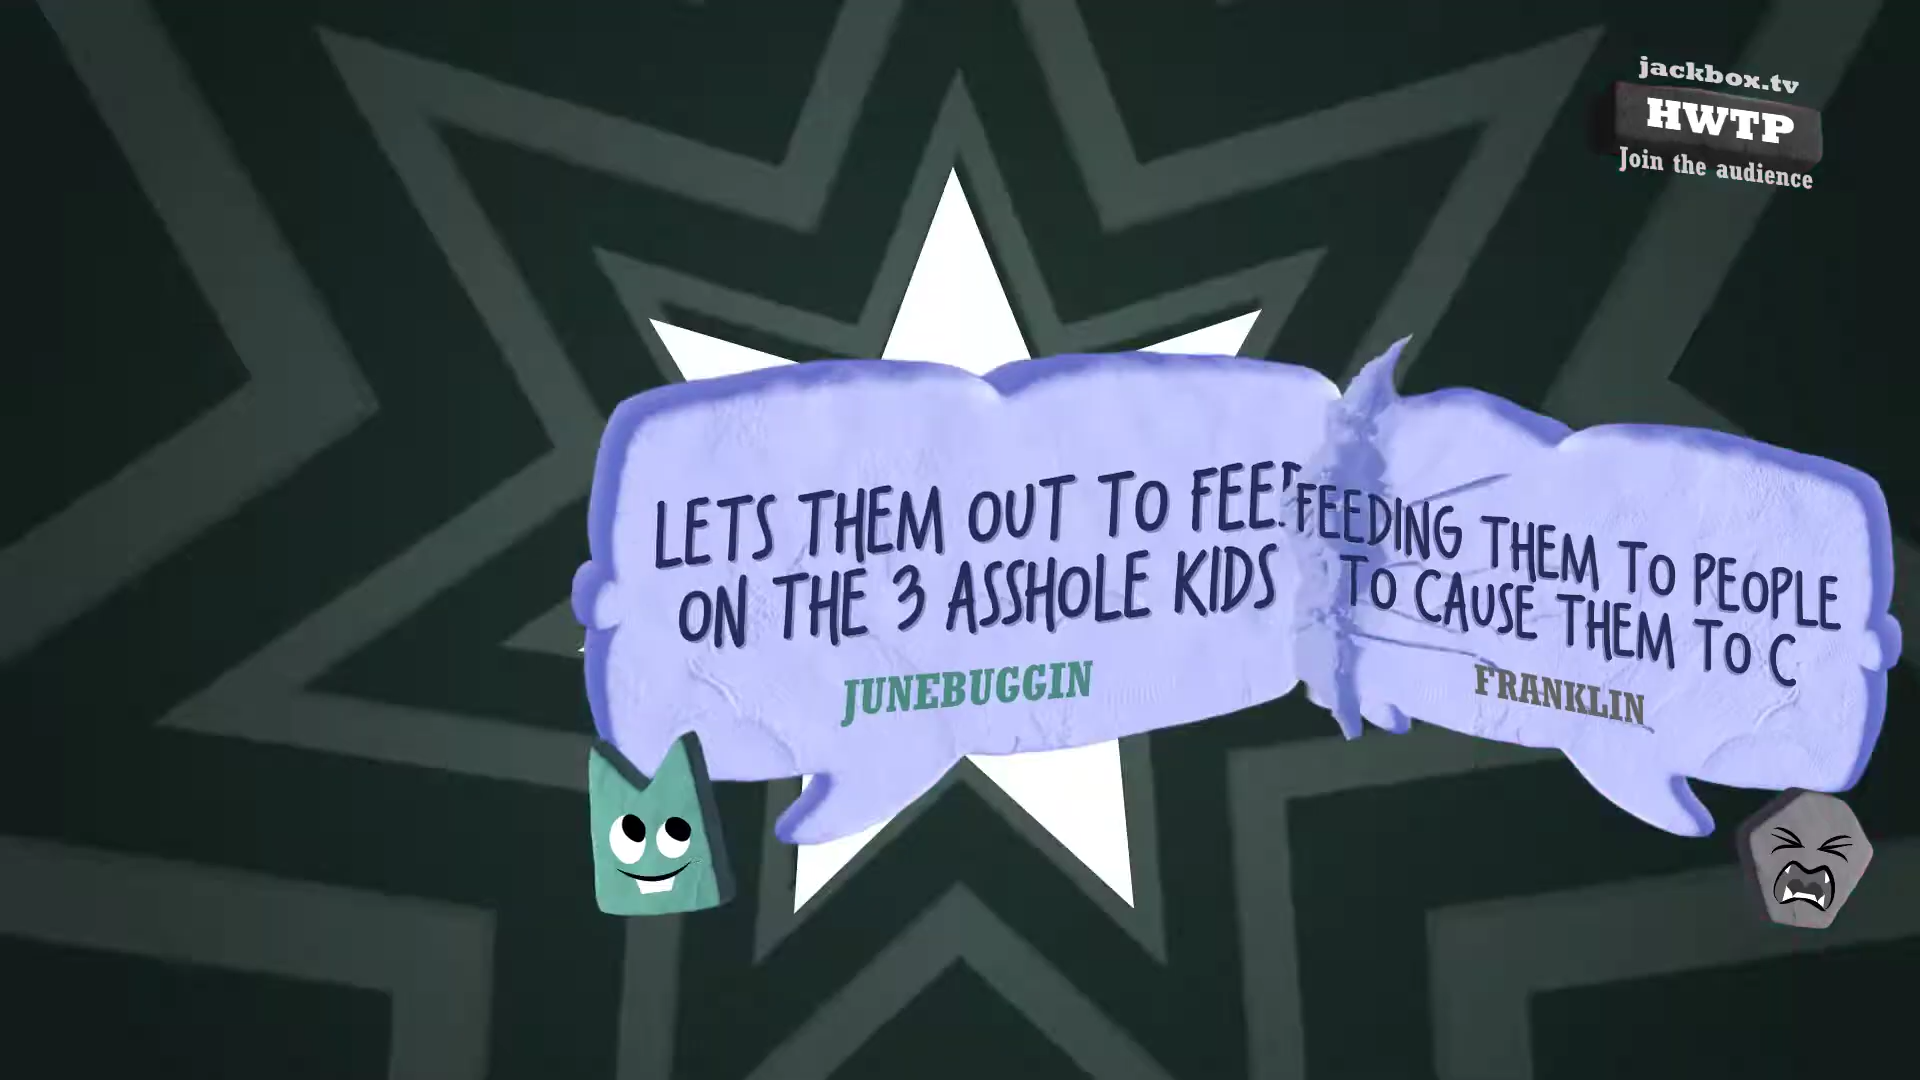 jackbox.tv
HWTP
Join the audience
LETS THEM OUT TO
ON THE 3 ASSHOLE KIDS
JUNEBUGGIN
FEEDING THEM TO PEOPLE
TO CAUSE THEM TO C
FRANKLIN